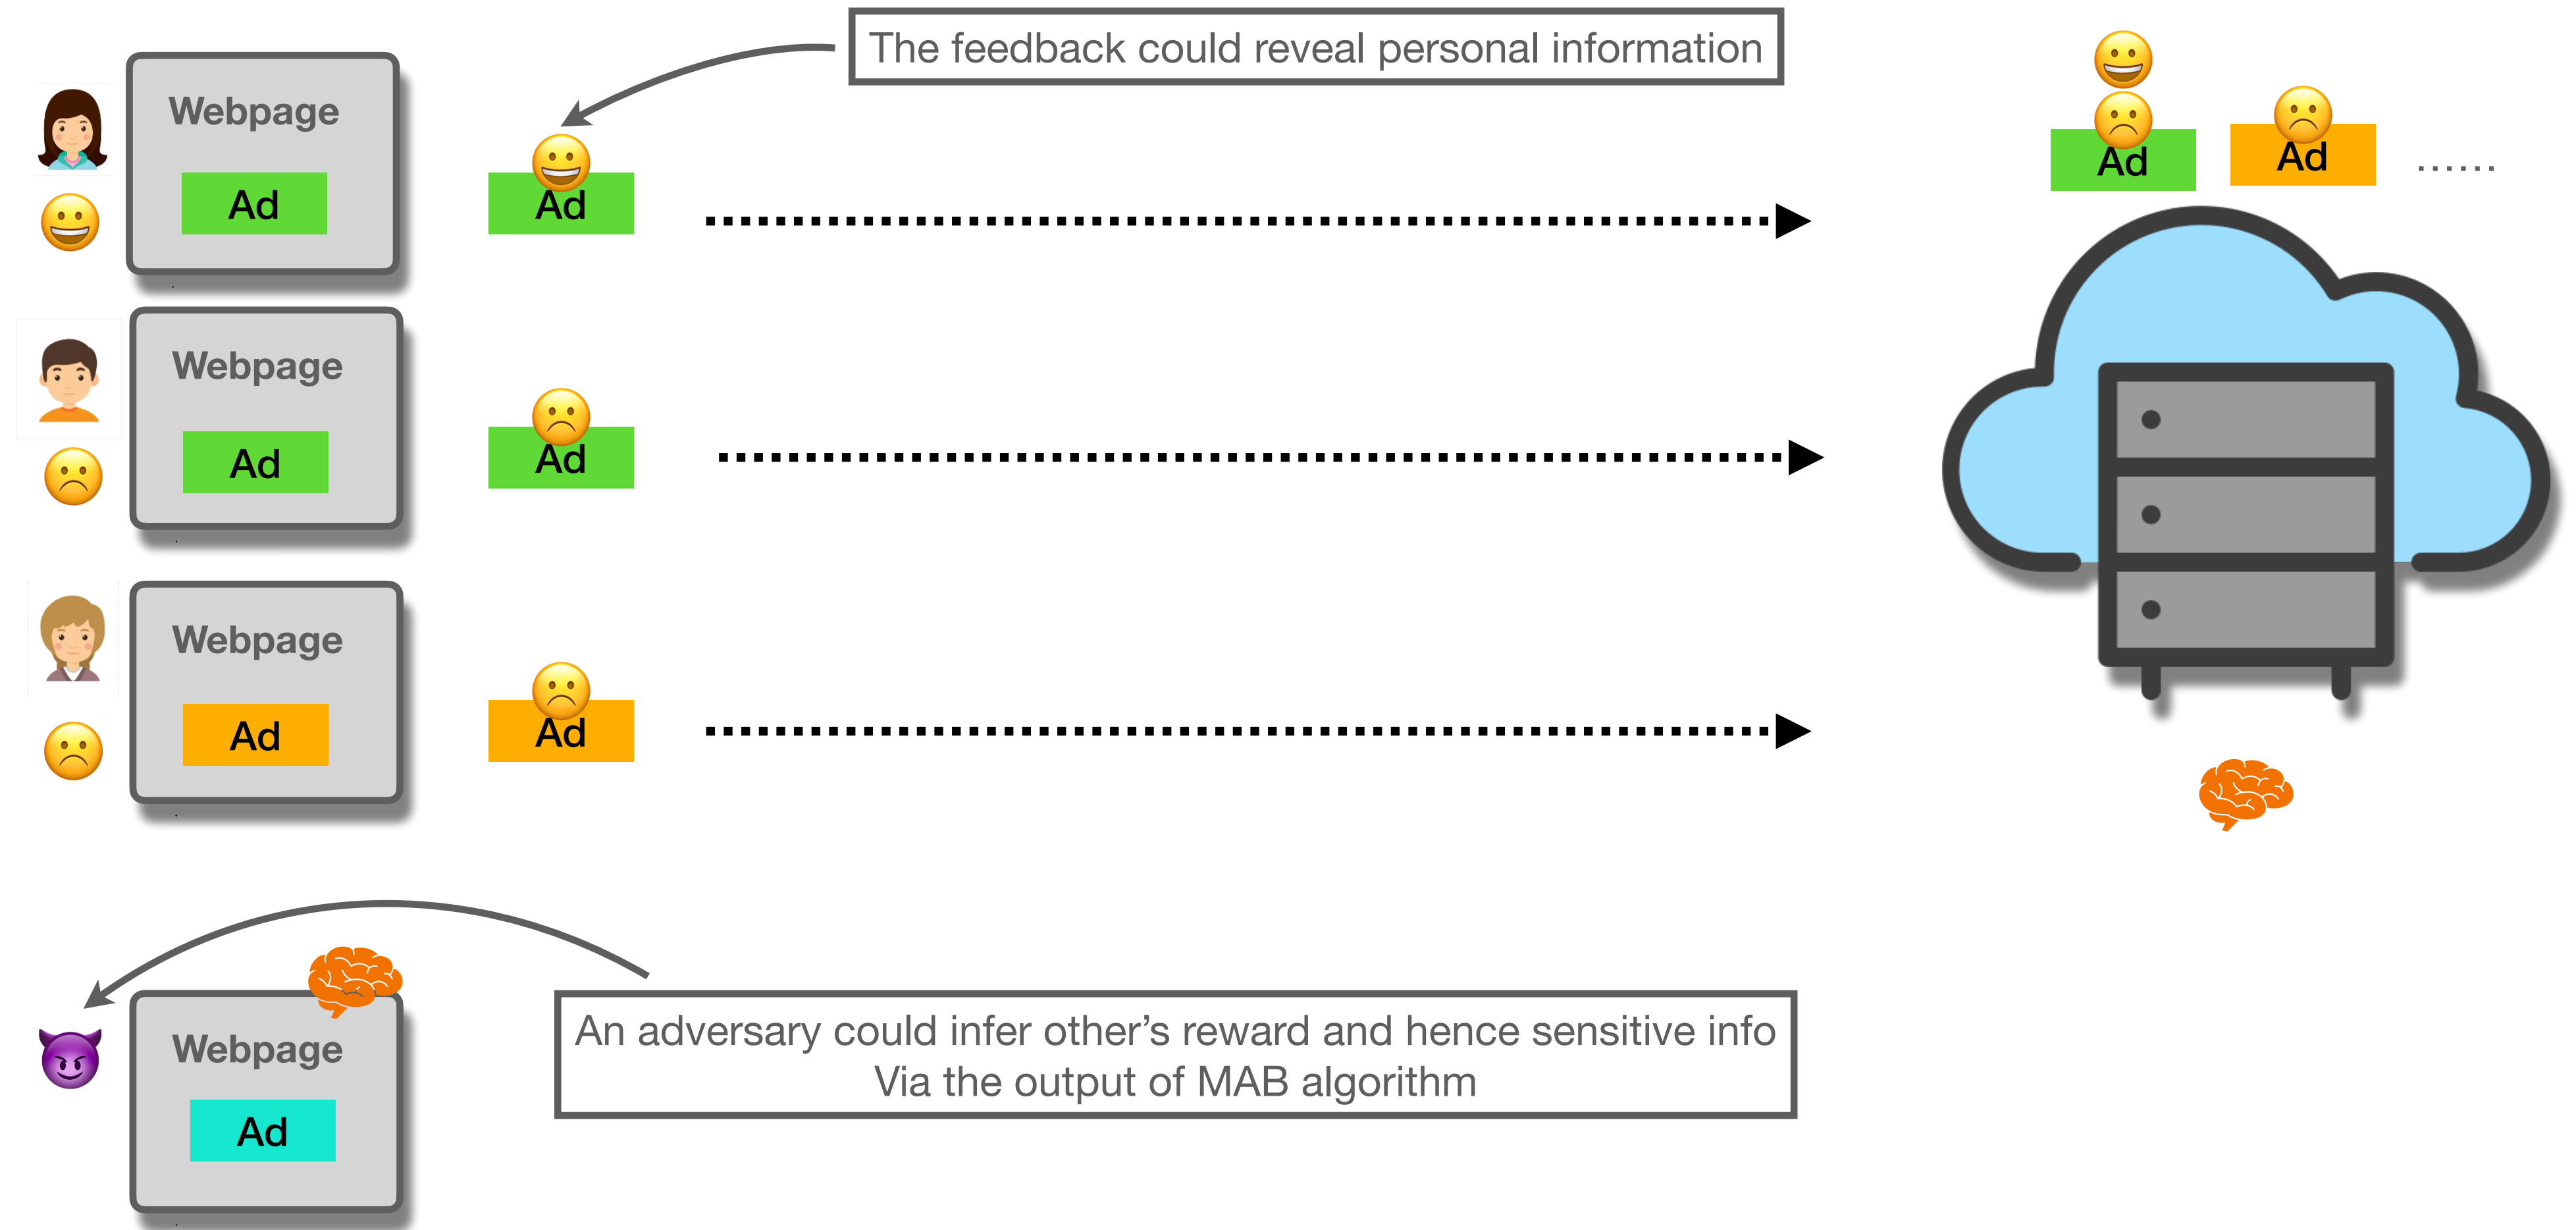 The feedback could reveal personal information
Webpage
Ad
Ad
Ad
Ad
......
Webpage
Ad
Ad
Webpage
Ad
Ad
An adversary could infer other’s reward and hence sensitive info
Via the output of MAB algorithm
Webpage
Ad